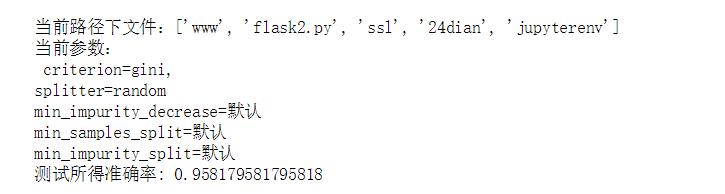 当前路径下文件：['www', 'flask2.py', 'ssl', '24dian', 'jupyterenv']
当前参数：
 criterion=gini,
splitter=random
min_impurity_decrease=默认
min_samples_split=默认
min_impurity_split=默认
测试所得准确率: 0.958179581795818